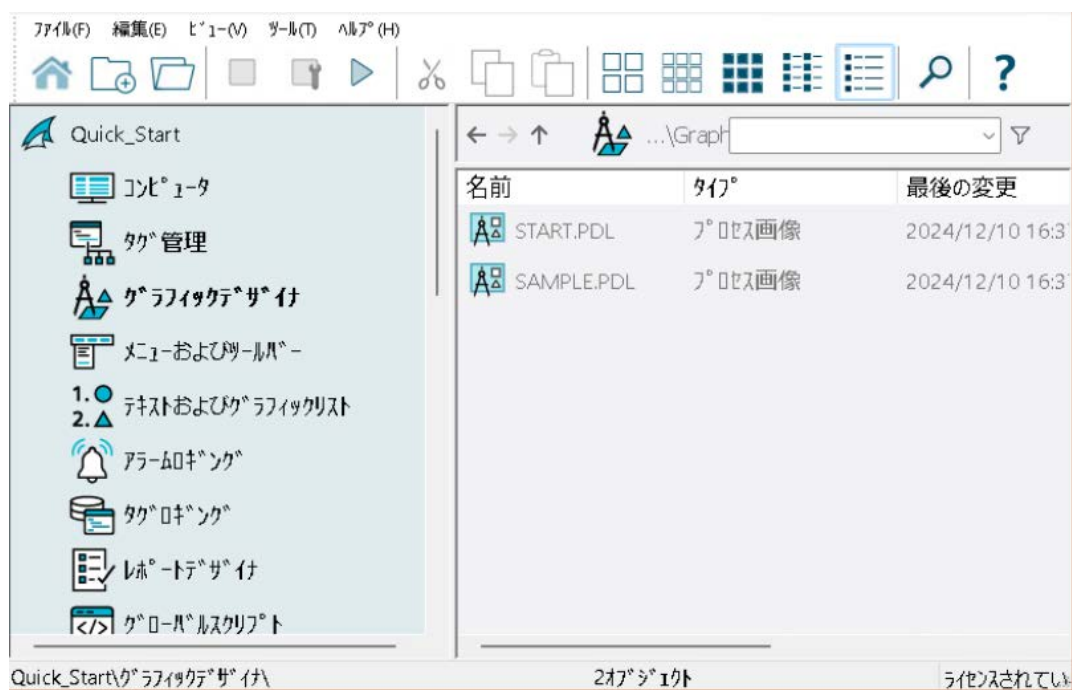 ﾌｧｲﾙ(F) 編集(E) ﾋﾞｭｰ(V) ﾂｰﾙ(T) ﾍﾙﾌﾟ(H)
Quick_Start
ｺﾝﾋﾟｭｰﾀ
ﾀｸﾞ管理
ｸﾞﾗﾌｨｯｸﾃﾞｻﾞｲﾅ
ﾒﾆｭｰおよびﾂｰﾙﾊﾞｰ
1.
2.
ﾃｷｽﾄおよびｸﾞﾗﾌｨｯｸﾘｽﾄ
ｱﾗｰﾑﾛｷﾞﾝｸﾞ
ﾀｸﾞﾛｷﾞﾝｸﾞ
ﾚﾎﾟｰﾄﾃﾞｻﾞｲﾅ
ｸﾞﾛｰﾊﾞﾙｽｸﾘﾌﾟﾄ
...\Graph
名前 ﾀｲﾌﾟ 最後の変更
START.PDL ﾌﾟﾛｾｽ画像 2024/12/10 16:3
SAMPLE.PDL ﾌﾟﾛｾｽ画像 2024/12/10 16:3
Quick_Start\ｸﾞﾗﾌｨｯｸﾃﾞｻﾞｲﾅ\ 2ｵﾌﾞｼﾞｪｸﾄ ﾗｲｾﾝｽされてい